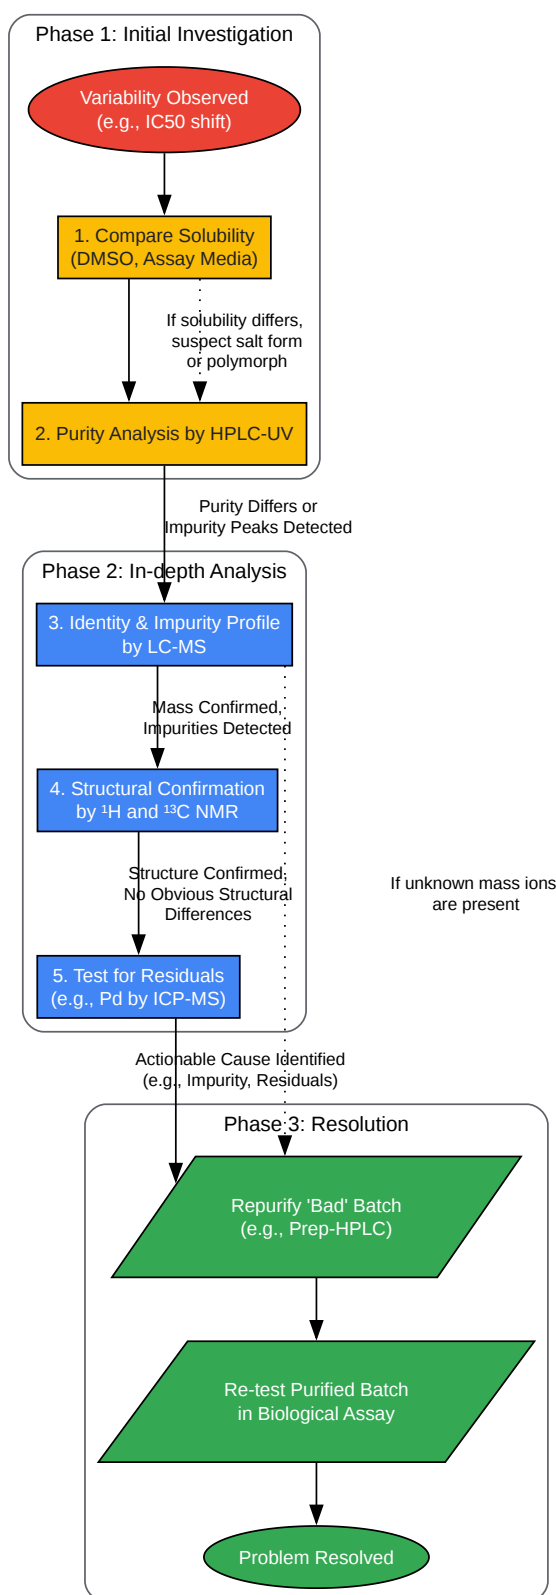 Phase 1: Initial Investigation
Variability Observed
(e.g., IC50 shift)
1. Compare Solubility
(DMSO, Assay Media)
If solubility differs,
suspect salt form
or polymorph
2. Purity Analysis by HPLC-UV
Purity Differs or
Impurity Peaks Detected
Phase 2: In-depth Analysis
3. Identity & Impurity Profile
by LC-MS
Mass Confirmed,
Impurities Detected
4. Structural Confirmation
by ¹H and ¹³C NMR
Structure Confirmed,
No Obvious Structural
Differences
If unknown mass ions
are present
5. Test for Residuals
(e.g., Pd by ICP-MS)
Actionable Cause Identified
(e.g., Impurity, Residuals)
Phase 3: Resolution
Repurify 'Bad' Batch
(e.g., Prep-HPLC)
Re-test Purified Batch
in Biological Assay
Problem Resolved